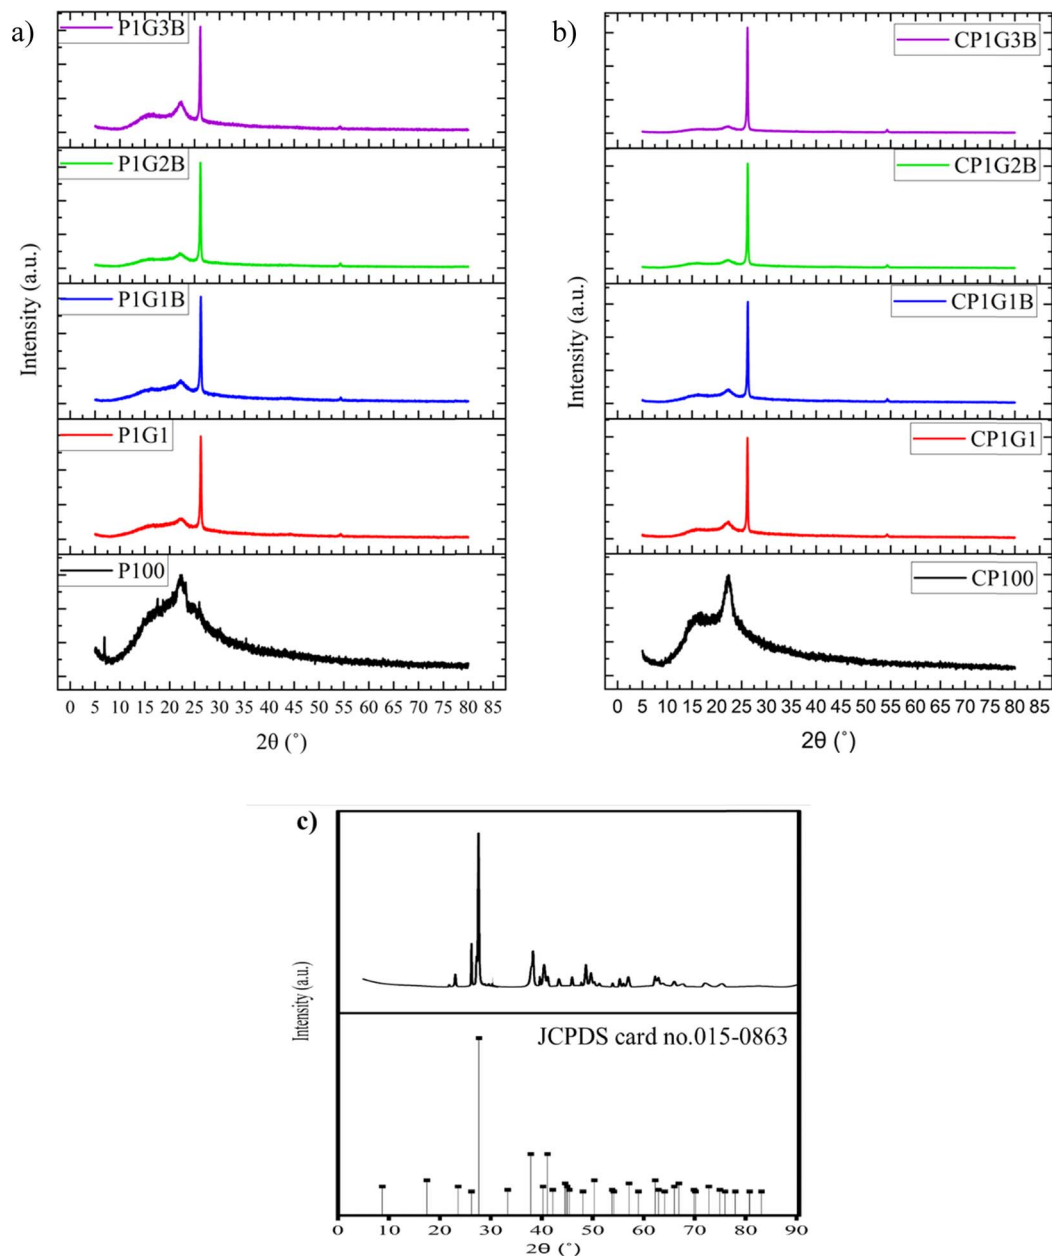 a)
P1G3B
P1G2B
P1G1B
P1G1
P100
Intensity (a.u.)
0 5 10 15 20 25 30 35 40 45 50 55 60 65 70 75 80 85
2θ (˚)
b)
CP1G3B
CP1G2B
CP1G1B
CP1G1
CP100
Intensity (a.u.)
0 5 10 15 20 25 30 35 40 45 50 55 60 65 70 75 80 85
2θ (˚)
c)
JCPDS card no.015-0863
Intensity (a.u.)
0 10 20 30 40 50 60 70 80 90
2θ (°)